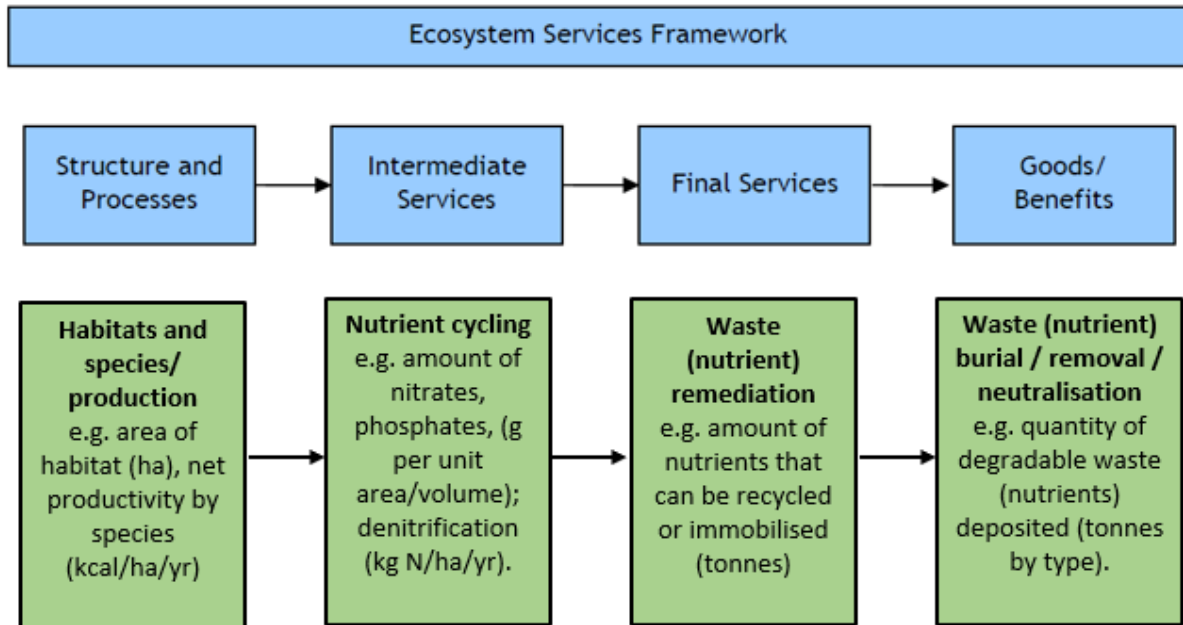 Ecosystem Services Framework
Structure and
Processes
Intermediate
Services
Final Services
Goods/
Benefits
Habitats and
species/
production
e.g. area of
habitat (ha), net
productivity by
species
(kcal/ha/yr)
Nutrient cycling
e.g. amount of
nitrates,
phosphates, (g
per unit
area/volume);
denitrification
(kg N/ha/yr).
Waste
(nutrient)
remediation
e.g. amount of
nutrients that
can be recycled
or immobilised
(tonnes)
Waste (nutrient)
burial / removal /
neutralisation
e.g. quantity of
degradable waste
(nutrients)
deposited (tonnes
by type).